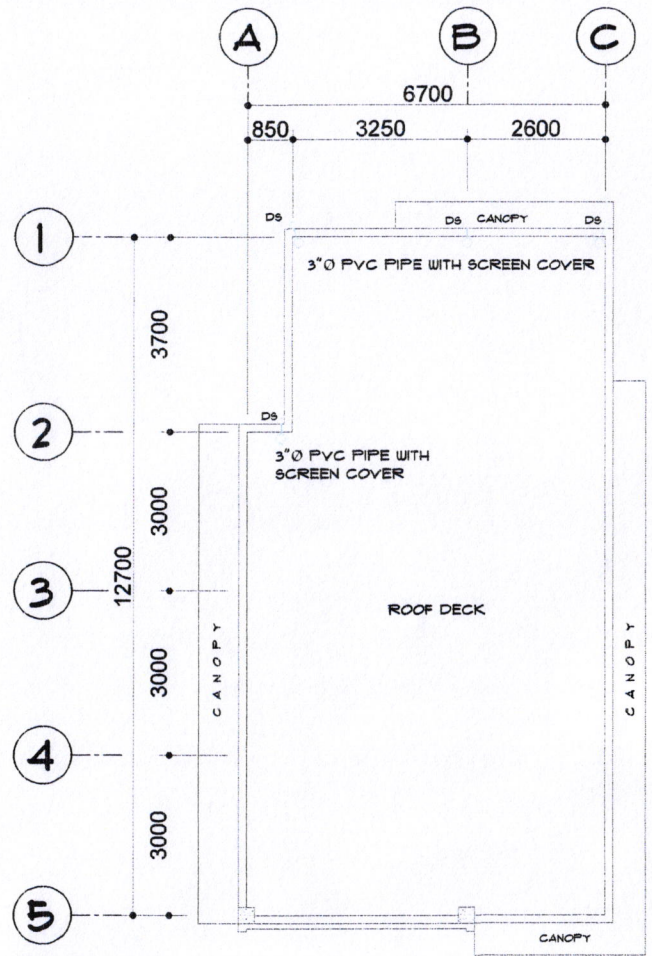 A
B
C
6700
850
3250
2600
DS
DS
CANOPY
DS
1
3"Ø PVC PIPE WITH SCREEN COVER
3700
DS
2
3"Ø PVC PIPE WITH
SCREEN COVER
3000
12700
3
ROOF DECK
CANOPY
CANOPY
3000
4
3000
5
CANOPY